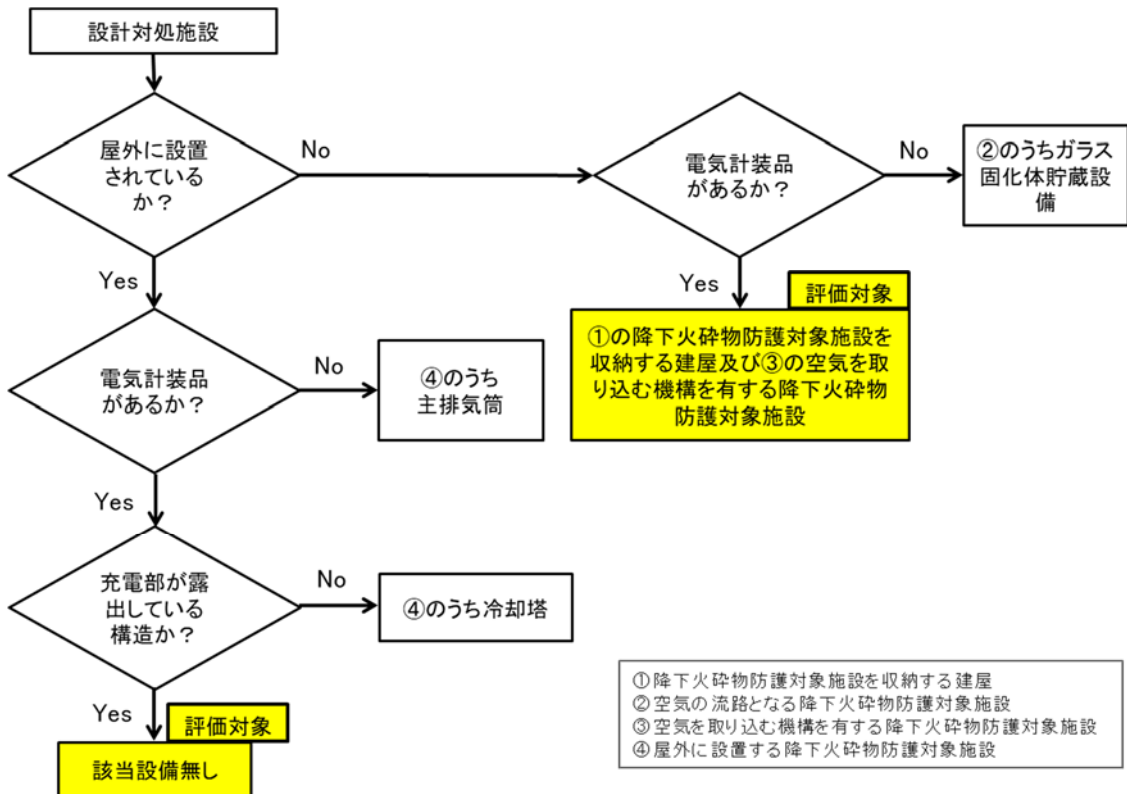 設計対処施設
屋外に設置
されているか
か？
No
電気計装品
があるか？
No
②のうちガラス
固化体貯蔵設
備
Yes
Yes
評価対象
①の降下火砕物防護対象施設を
収納する建屋及び③の空気を取
り込む機構を有する降下火砕物
防護対象施設
電気計装品
があるか？
No
④のうち
主排気筒
Yes
充電部が露
出している
構造か？
No
④のうち冷却塔
Yes
評価対象
該当設備無し
①降下火砕物防護対象施設を収納する建屋
②空気の流路となる降下火砕物防護対象施設
③空気を取り込む機構を有する降下火砕物防護対象施設
④屋外に設置する降下火砕物防護対象施設